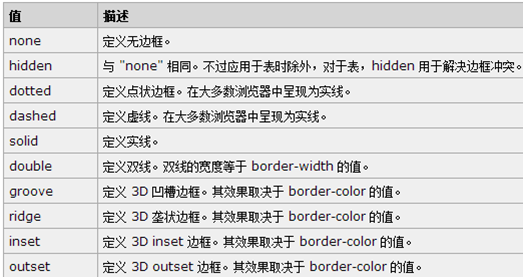 值 描述
none 定义无边框。
hidden 与 "none" 相同。不过应用于表时除外，对于表，hidden 用于解决边框冲突。
dotted 定义点状边框。在大多数浏览器中呈现为实线。
dashed 定义虚线。在大多数浏览器中呈现为实线。
solid 定义实线。
double 定义双线。双线的宽度等于 border-width 的值。
groove 定义 3D 凹槽边框。其效果取决于 border-color 的值。
ridge 定义 3D 垄状边框。其效果取决于 border-color 的值。
inset 定义 3D inset 边框。其效果取决于 border-color 的值。
outset 定义 3D outset 边框。其效果取决于 border-color 的值。